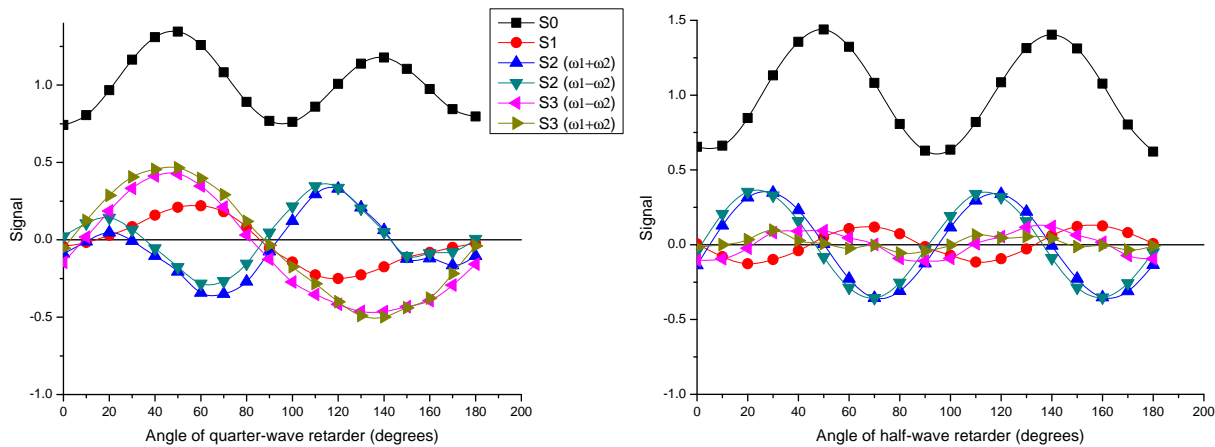 S0
S1
S2 (ω1+ω2)
S2 (ω1−ω2)
S3 (ω1−ω2)
S3 (ω1+ω2)
1.0
0.5
0.0
-0.5
-1.0
Signal
0 20 40 60 80 100 120 140 160 180 200
Angle of quarter-wave retarder (degrees)
1.5
1.0
0.5
0.0
-0.5
-1.0
Signal
0 20 40 60 80 100 120 140 160 180 200
Angle of half-wave retarder (degrees)